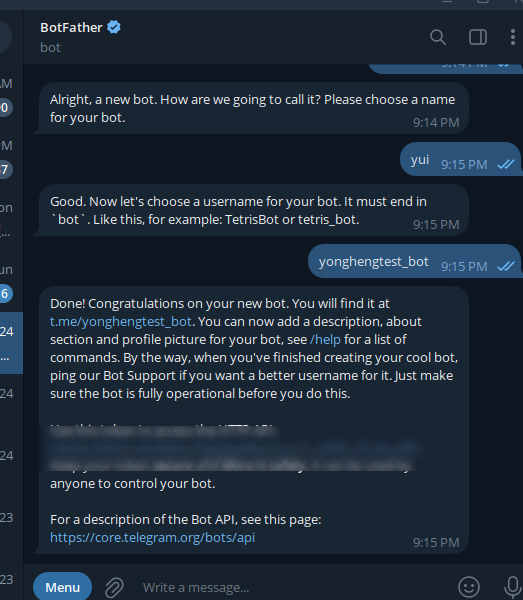 BotFather
bot
Alright, a new bot. How are we going to call it? Please choose a name
for your bot.
9:14 PM
yui
9:15 PM
Good. Now let's choose a username for your bot. It must end in
`bot`. Like this, for example: TetrisBot or tetris_bot.
9:15 PM
yonghengtest_bot
9:15 PM
Done! Congratulations on your new bot. You will find it at
t.me/yonghengtest_bot. You can now add a description, about
section and profile picture for your bot, see /help for a list of
commands. By the way, when you've finished creating your cool bot,
ping our Bot Support if you want a better username for it. Just make
sure the bot is fully operational before you do this.
anyone to control your bot.
For a description of the Bot API, see this page:
https://core.telegram.org/bots/api
9:15 PM
Menu
Write a message...